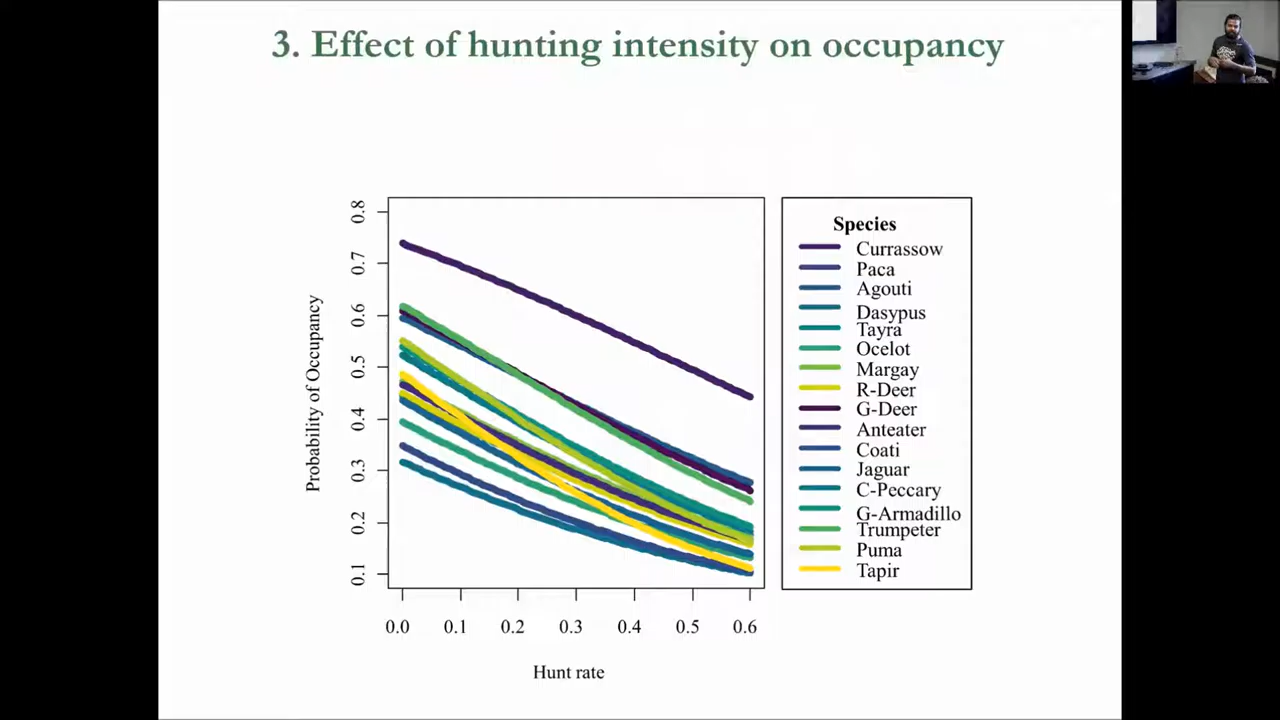 3. Effect of hunting intensity on occupancy
0.8
0.7
0.6
0.5
0.4
0.3
0.2
0.1
Probability of Occupancy
0.0 0.1 0.2 0.3 0.4 0.5 0.6
Hunt rate
Species
Currassow
Paca
Agouti
Dasypus
Tayra
Ocelot
Margay
R-Deer
G-Deer
Anteater
Coati
Jaguar
C-Peccary
G-Armadillo
Trumpeter
Puma
Tapir